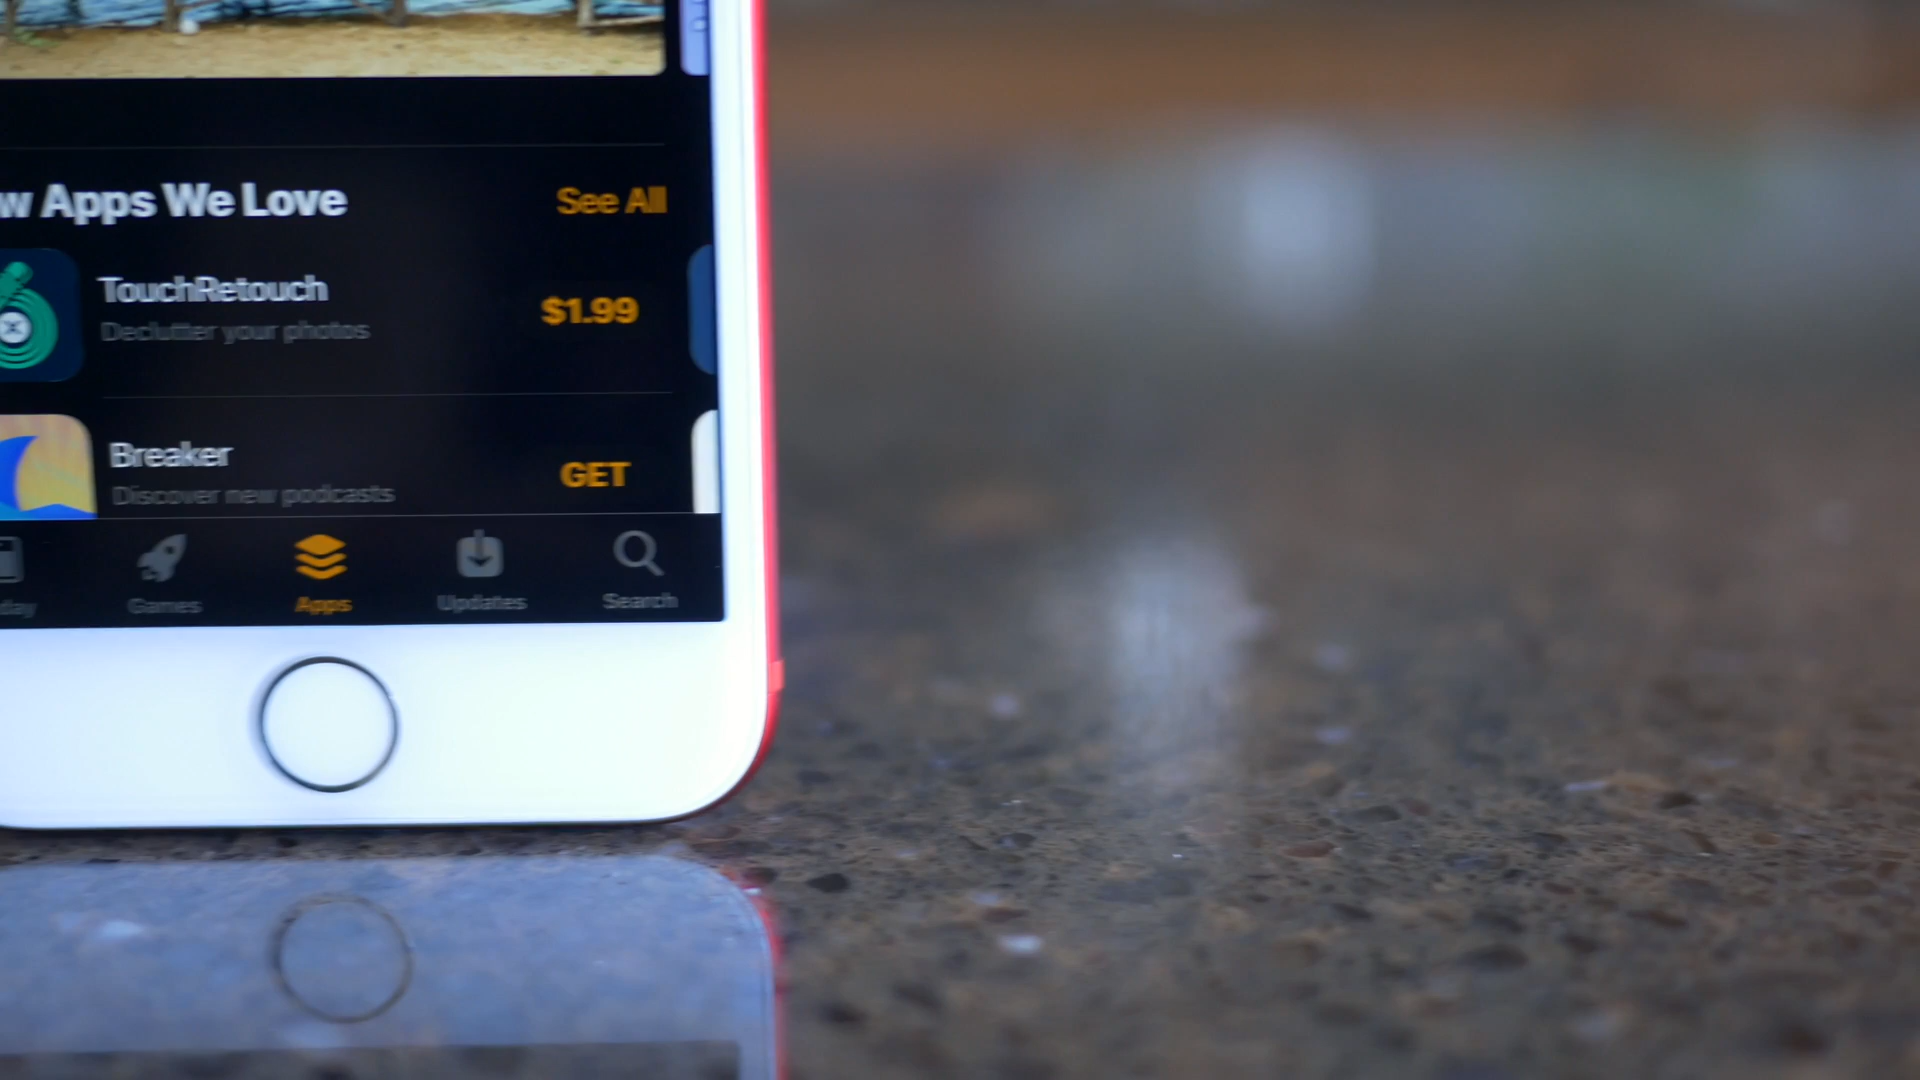 w Apps We Love
See All
TouchRetouch
Declutter your photos
$1.99
Breaker
Discover new podcasts
GET
day
Games
Apps
Updates
Search